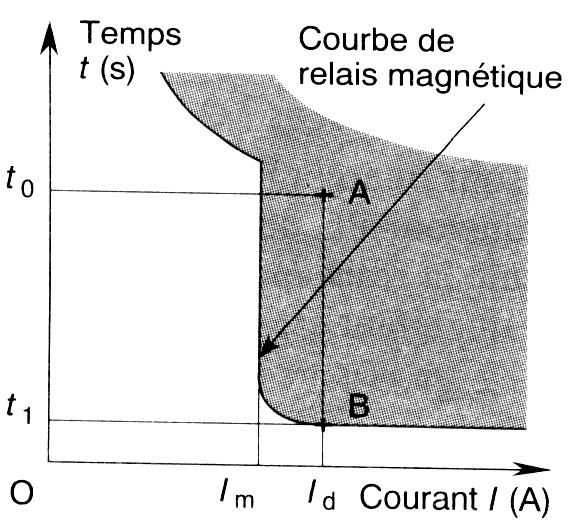 Temps
t (s)
Courbe de
relais magnétique
t0
A
t1
B
O
Im
Id
Courant I (A)